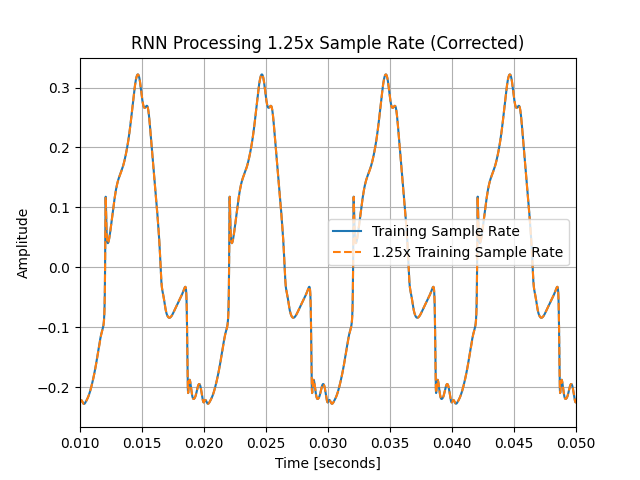 RNN Processing 1.25x Sample Rate (Corrected)
0.3
0.2
0.1
0.0
−0.1
−0.2
Amplitude
Training Sample Rate
1.25x Training Sample Rate
0.010 0.015 0.020 0.025 0.030 0.035 0.040 0.045 0.050
Time [seconds]